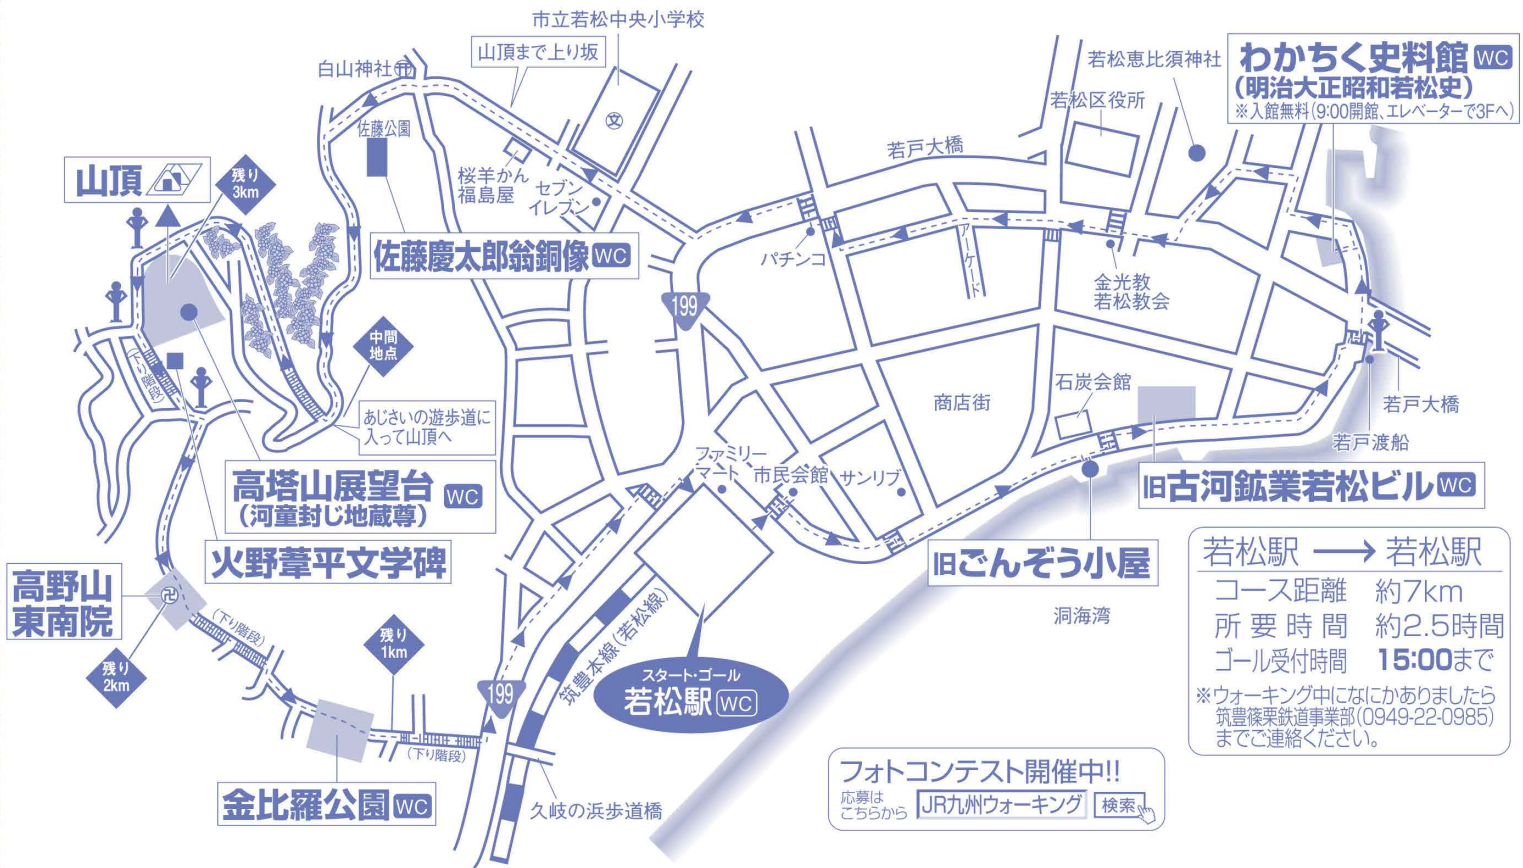 市立若松中央小学校
山頂まで上り坂
白山神社
佐藤公園
桜羊かん
福島屋
セブン
イレブン
文
佐藤慶太郎翁銅像 WC
山頂
残り
3km
中間
地点
あじさいの遊歩道に
入って山頂へ
(下り階段)
高塔山展望台 WC
(河童封じ地蔵尊)
火野葦平文学碑
高野山
東南院
卍
残り
2km
(下り階段)
残り
1km
(下り階段)
金比羅公園 WC
久岐の浜歩道橋
199
筑豊本線(若松線)
スタート・ゴール
若松駅 WC
199
若戸大橋
パチンコ
アーケード
若松区役所
若松恵比須神社
わかちく史料館 WC
(明治大正昭和若松史)
※入館無料(9:00開館、エレベーターで3Fへ)
金光教
若松教会
商店街
石炭会館
若戸大橋
若戸渡船
ファミリー
マート
市民会館
サンリブ
旧古河鉱業若松ビル WC
旧ごんぞう小屋
洞海湾
若松駅 → 若松駅
コース距離 約7km
所要時間 約2.5時間
ゴール受付時間 15:00まで
※ウォーキング中になにかありましたら
筑豊篠栗鉄道事業部(0949-22-0985)
までご連絡ください。
フォトコンテスト開催中!!
応募は
こちらから
JR九州ウォーキング 検索